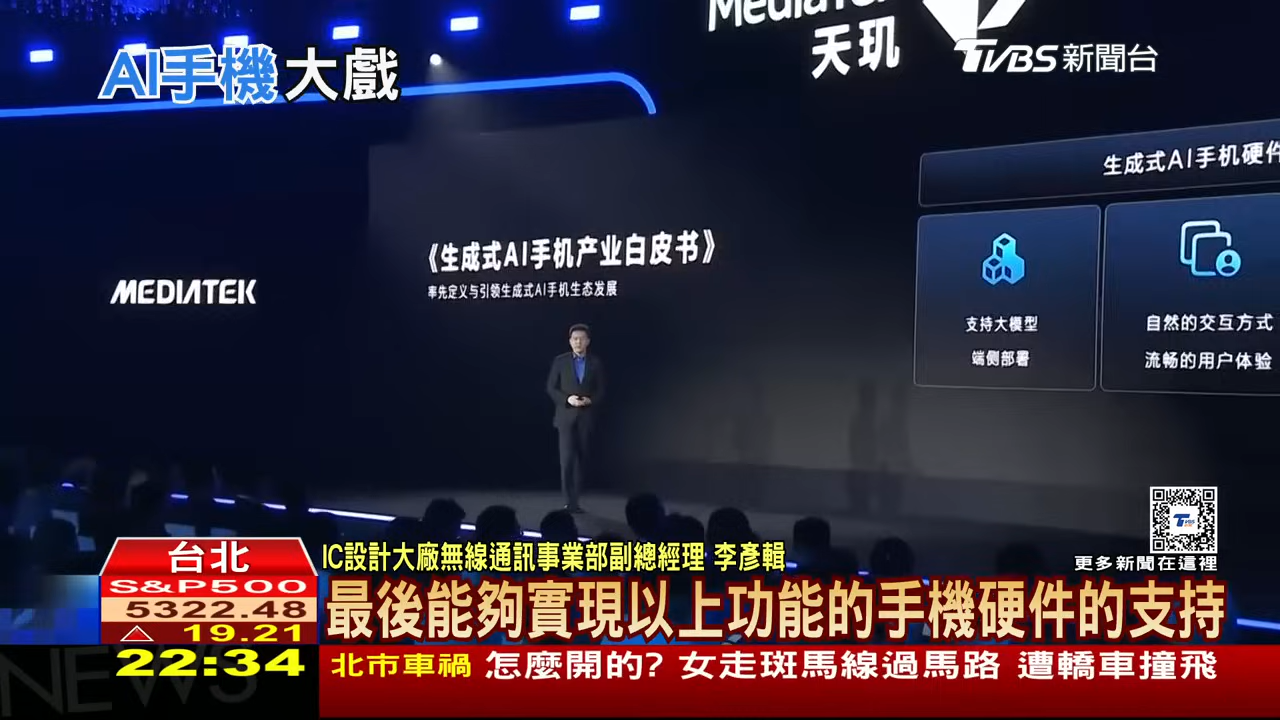 MediaTek
天玑
TVBS新聞台
AI手機大戲
生成式AI手机硬件
《生成式AI手机产业白皮书》
率先定义与引领生成式AI手机生态发展
MEDIATEK
支持大模型
端侧部署
自然的交互方式
流畅的用户体验
TVBS
更多新聞在這裡
IC設計大廠無線通訊事業部副總經理 李彥輯
最後能夠實現以上功能的手機硬件的支持
台北
S&P500
5322.48
19.21
22:34
NEWS
北市車禍 怎麼開的? 女走斑馬線過馬路 遭轎車撞飛